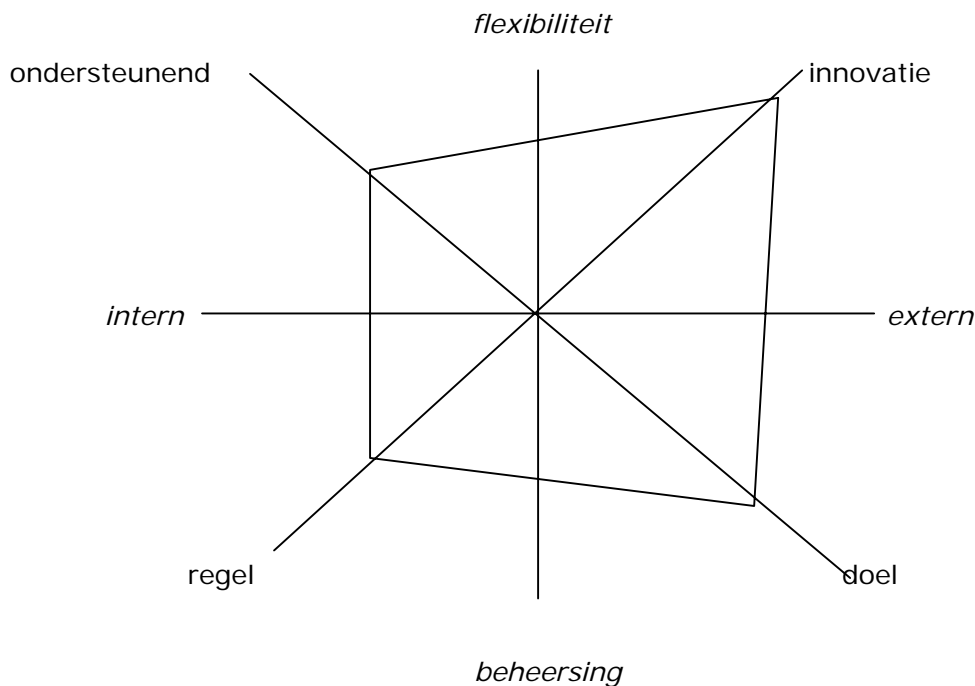 flexibiliteit
ondersteunend
innovatie
intern
extern
regel
doel
beheersing